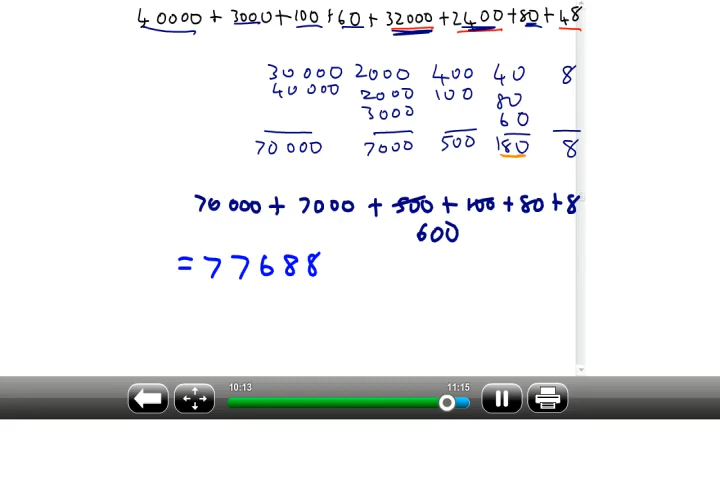 40000 + 3000 + 100 + 60 + 32000 + 2400 + 80 + 48
30000 2000 400 40 8
40000 2000 100 80
3000 60
70000 7000 500 180 8
70000 + 7000 + 500 + 100 + 80 + 8
600
= 77688
10:13 11:15